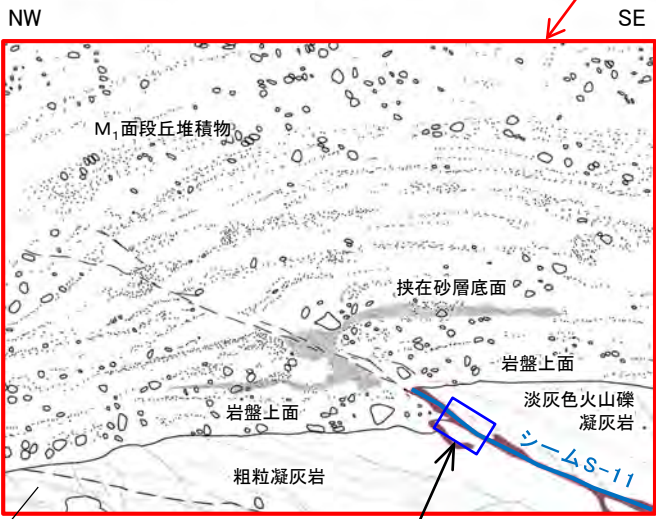 NW
SE
M₁面段丘堆積物
挟在砂層底面
岩盤上面
淡灰色火山礫
凝灰岩
岩盤上面
シームS-11
粗粒凝灰岩